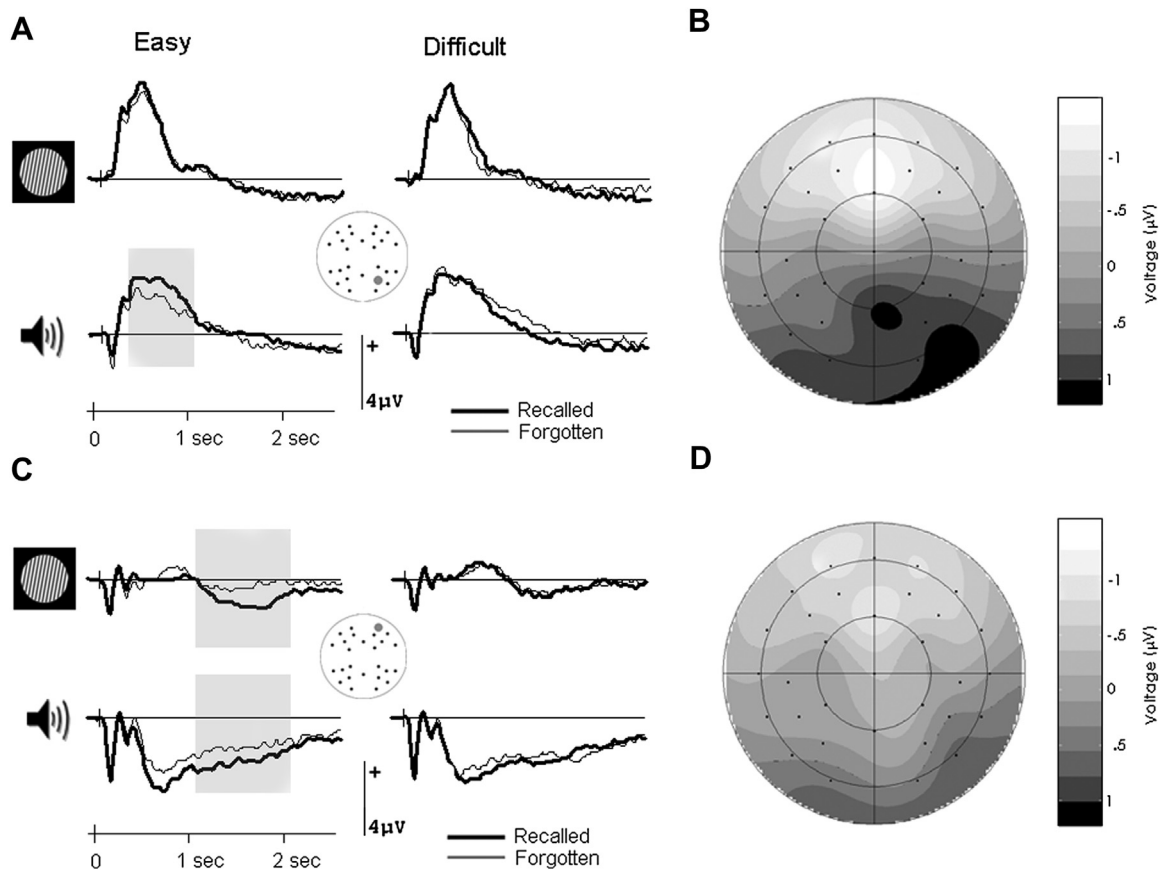 A
Easy
Difficult
+
4μV
Recalled
Forgotten
0
1 sec
2 sec
B
-1
-.5
0
.5
1
Voltage (μV)
C
+
4μV
Recalled
Forgotten
0
1 sec
2 sec
D
-1
-.5
0
.5
1
Voltage (μV)